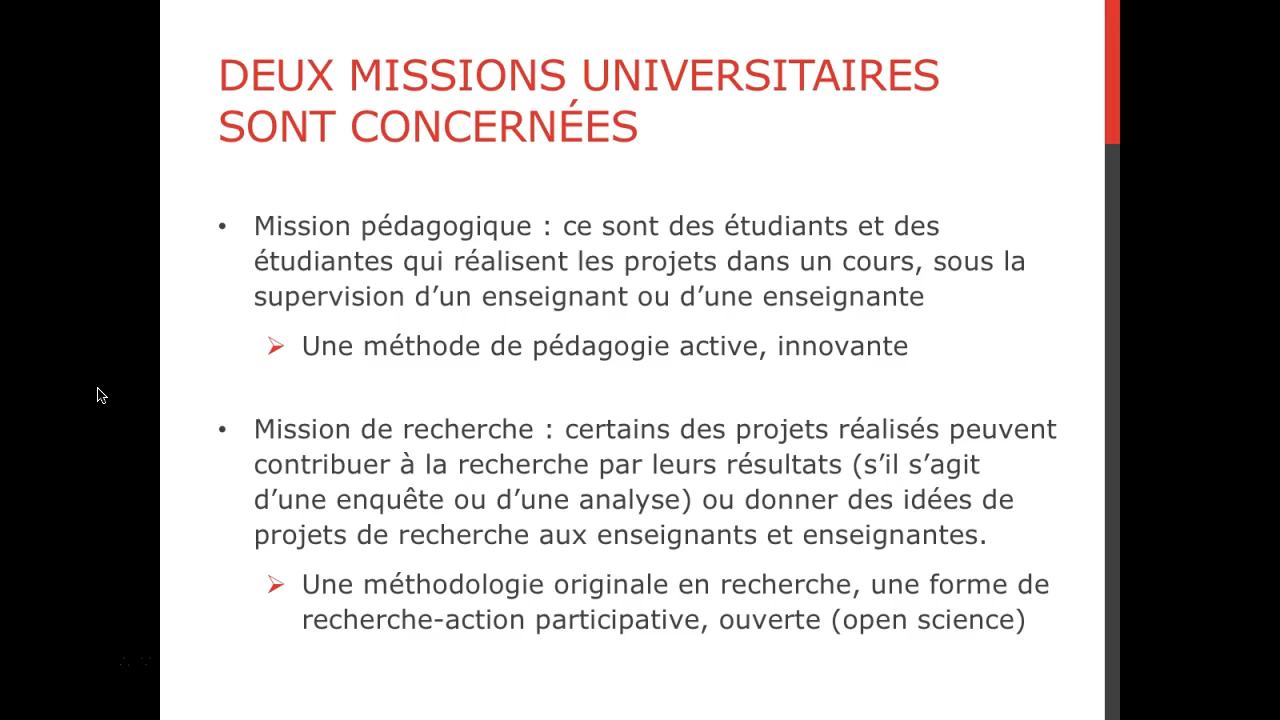 DEUX MISSIONS UNIVERSITAIRES
SONT CONCERNÉES
• Mission pédagogique : ce sont des étudiants et des
étudiantes qui réalisent les projets dans un cours, sous la
supervision d’un enseignant ou d’une enseignante
➢ Une méthode de pédagogie active, innovante
• Mission de recherche : certains des projets réalisés peuvent
contribuer à la recherche par leurs résultats (s’il s’agit
d’une enquête ou d’une analyse) ou donner des idées de
projets de recherche aux enseignants et enseignantes.
➢ Une méthodologie originale en recherche, une forme de
recherche-action participative, ouverte (open science)